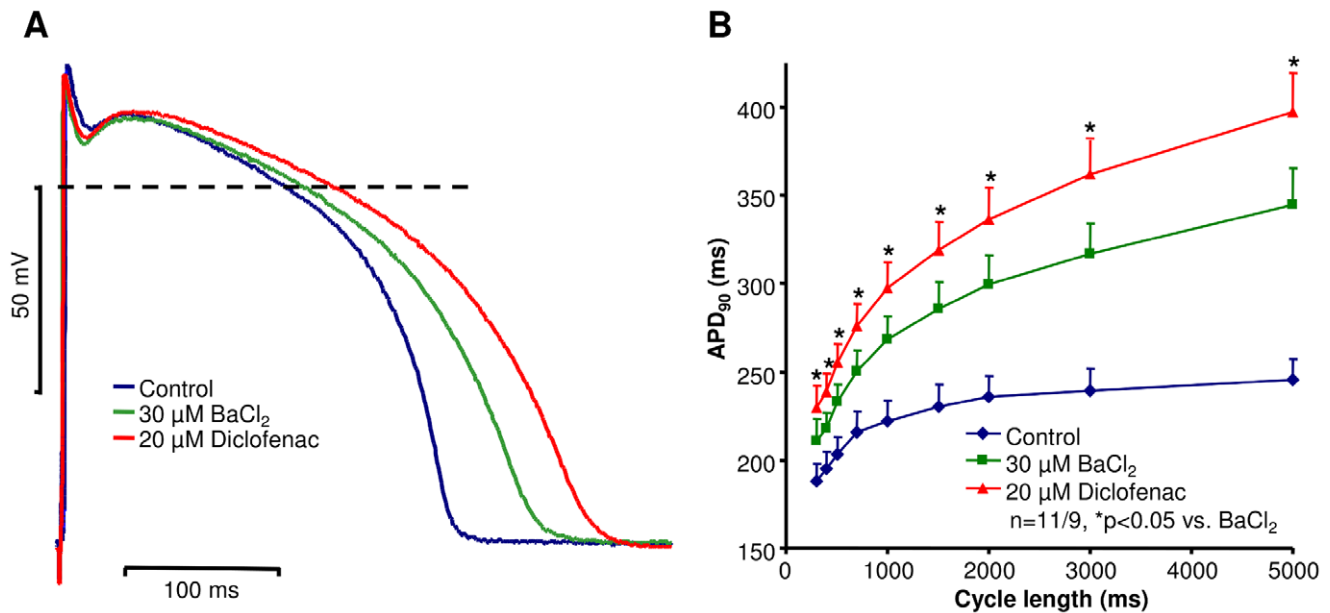 A
50 mV
Control
30 µM BaCl₂
20 µM Diclofenac
100 ms
B
APD₉₀ (ms)
400
350
300
250
200
150
*
*
*
*
*
*
*
*
*
Control
30 µM BaCl₂
20 µM Diclofenac
n=11/9, *p<0.05 vs. BaCl₂
0
1000
2000
3000
4000
5000
Cycle length (ms)